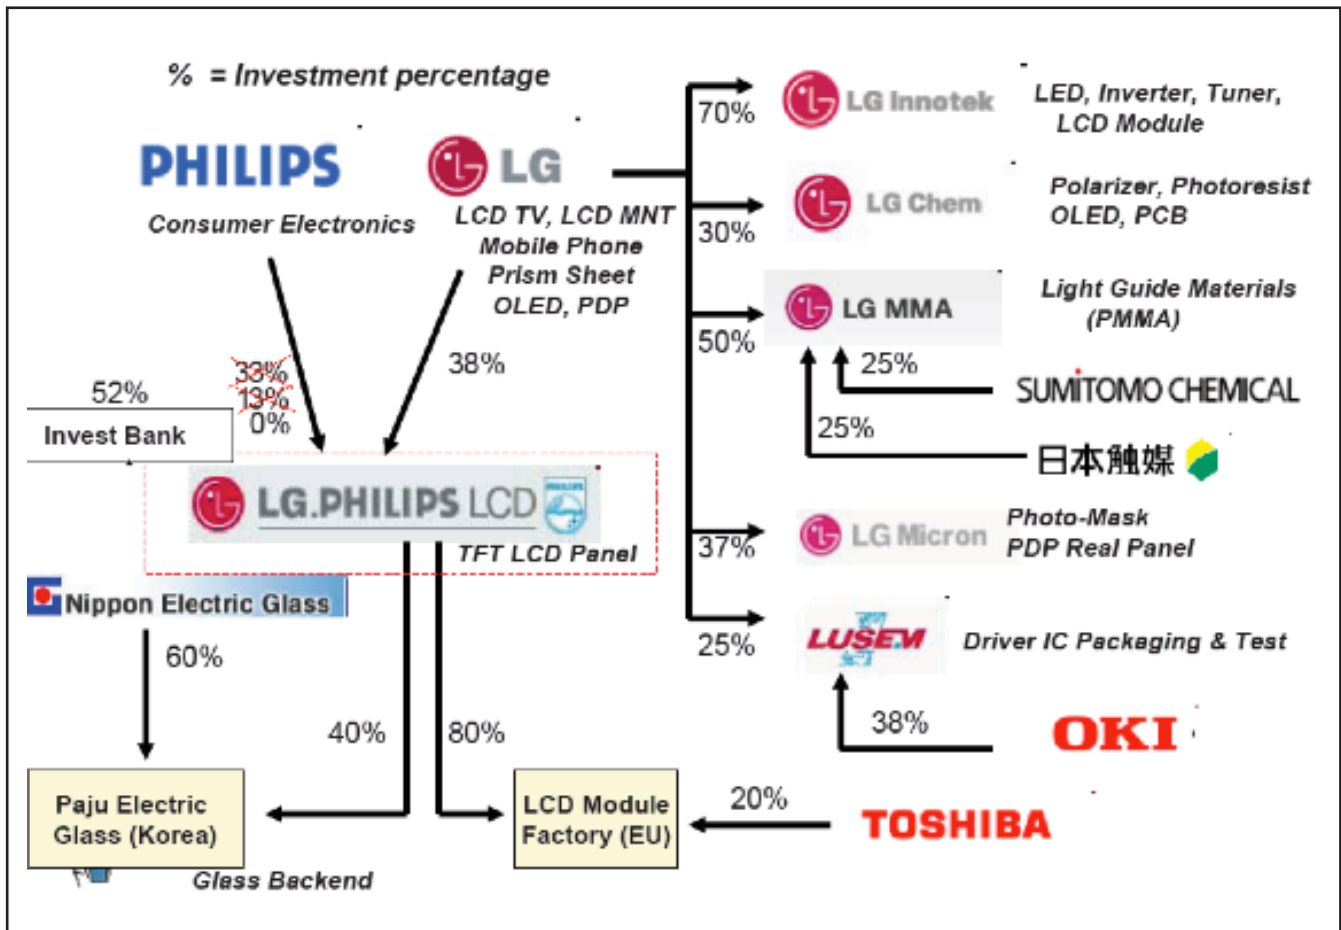 % = Investment percentage
PHILIPS
LG
Consumer Electronics
LCD TV, LCD MNT
Mobile Phone
Prism Sheet
OLED, PDP
70%
LG Innotek
LED, Inverter, Tuner,
LCD Module
30%
LG Chem
Polarizer, Photoresist
OLED, PCB
50%
LG MMA
Light Guide Materials
(PMMA)
25%
SUMITOMO CHEMICAL
25%
日本触媒
52%
Invest Bank
33%
13%
0%
38%
LG.PHILIPS LCD
PHILIPS
TFT LCD Panel
37%
LG Micron
Photo-Mask
PDP Real Panel
Nippon Electric Glass
60%
25%
LUSEM
Driver IC Packaging & Test
38%
OKI
40%
80%
Paju Electric
Glass (Korea)
Glass Backend
LCD Module
Factory (EU)
20%
TOSHIBA